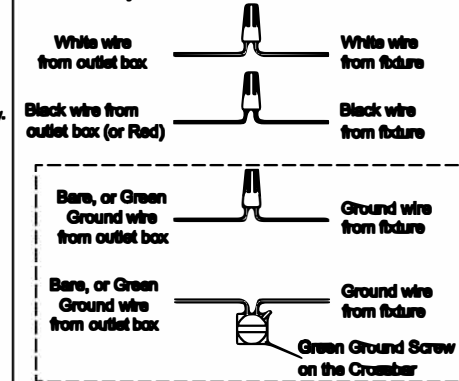 White wire
from outlet box
White wire
from fixture
Black wire from
outlet box (or Red)
Black wire
from fixture
Bare, or Green
Ground wire
from outlet box
Ground wire
from fixture
Bare, or Green
Ground wire
from outlet box
Ground wire
from fixture
Green Ground Screw
on the Crossbar